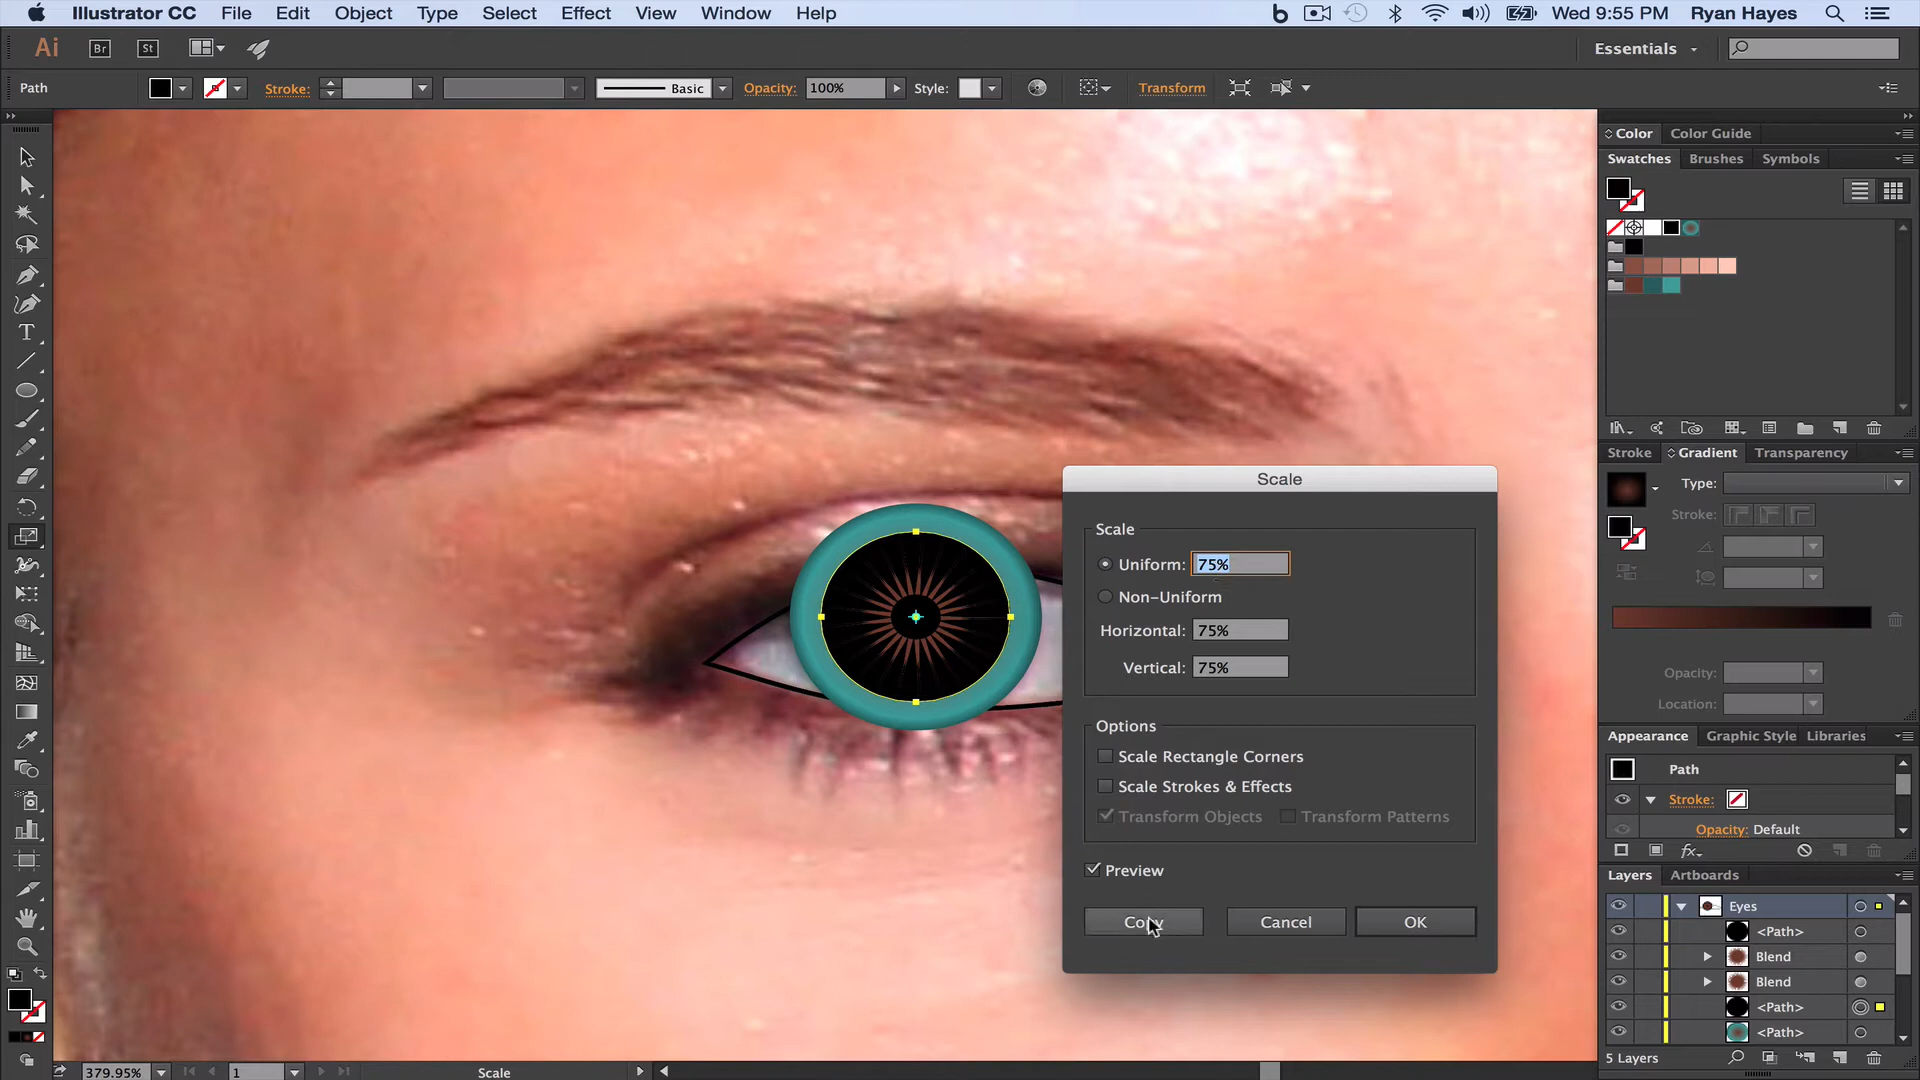 Illustrator CC File Edit Object Type Select Effect View Window Help b Wed 9:55 PM Ryan Hayes
Ai Br St Essentials
Path Stroke: Basic Opacity: 100% Style: Transform
Color Color Guide
Swatches Brushes Symbols
Stroke Gradient Transparency
Type:
Stroke:
Opacity:
Location:
Appearance Graphic Style Libraries
Path
Stroke:
Opacity: Default
fx
Layers Artboards
Eyes
<Path>
Blend
Blend
<Path>
<Path>
5 Layers
Scale
Scale
Uniform: 75%
Non-Uniform
Horizontal: 75%
Vertical: 75%
Options
Scale Rectangle Corners
Scale Strokes & Effects
Transform Objects Transform Patterns
Preview
Copy Cancel OK
T
379.95% 1 Scale